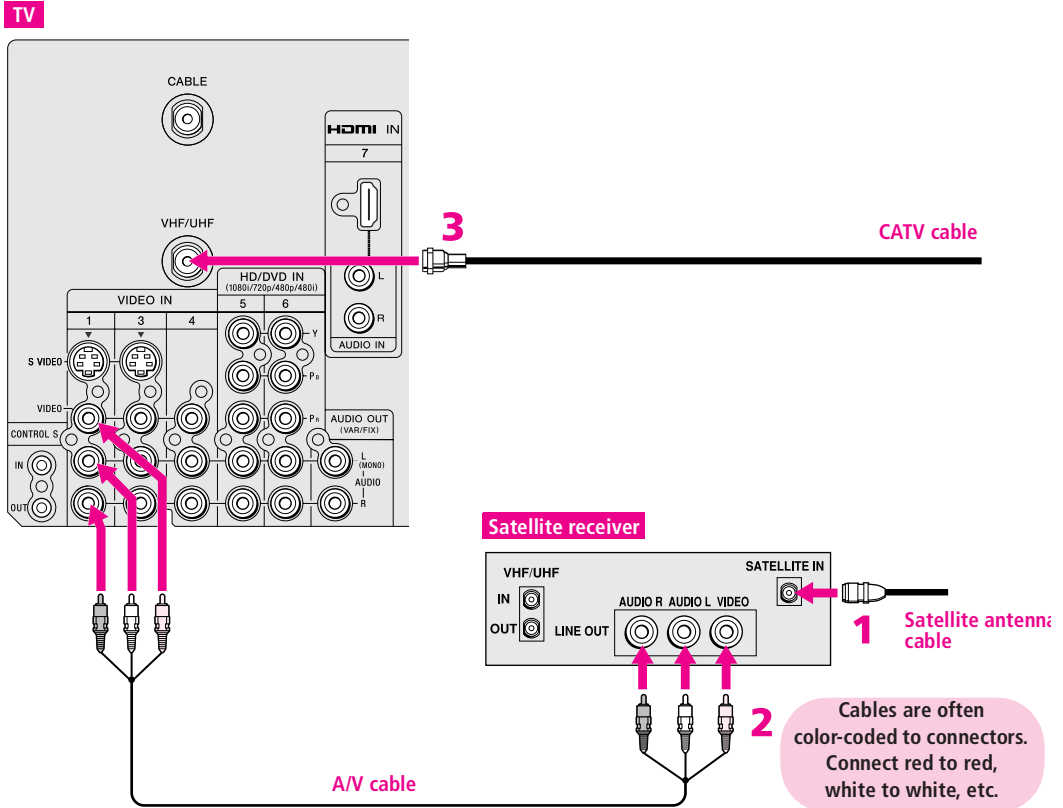 TV
CABLE
HDMI IN
7
VHF/UHF
3
CATV cable
L
HD/DVD IN
(1080i/720p/480p/480i)
VIDEO IN
5 6
R
1 3 4
Y
AUDIO IN
S VIDEO
PB
VIDEO
PR
AUDIO OUT
(VAR/FIX)
CONTROL S
L
(MONO)
IN
AUDIO
OUT
R
Satellite receiver
SATELLITE IN
VHF/UHF
IN
AUDIO R AUDIO L VIDEO
OUT
LINE OUT
1
Satellite antenna
cable
2
Cables are often
color-coded to connectors.
Connect red to red,
white to white, etc.
A/V cable